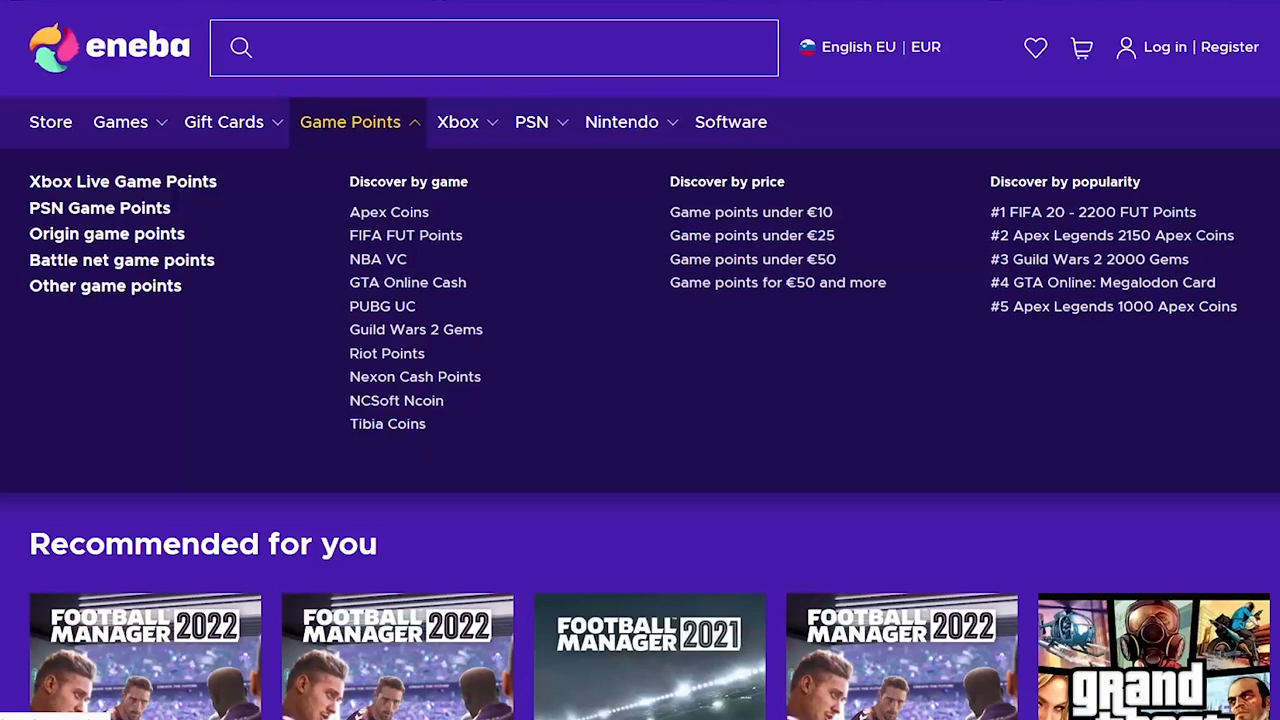 eneba
English EU | EUR
Log in | Register
Store Games Gift Cards Game Points Xbox PSN Nintendo Software
Xbox Live Game Points
PSN Game Points
Origin game points
Battle net game points
Other game points
Discover by game
Apex Coins
FIFA FUT Points
NBA VC
GTA Online Cash
PUBG UC
Guild Wars 2 Gems
Riot Points
Nexon Cash Points
NCSoft Ncoin
Tibia Coins
Discover by price
Game points under €10
Game points under €25
Game points under €50
Game points for €50 and more
Discover by popularity
#1 FIFA 20 - 2200 FUT Points
#2 Apex Legends 2150 Apex Coins
#3 Guild Wars 2 2000 Gems
#4 GTA Online: Megalodon Card
#5 Apex Legends 1000 Apex Coins
Recommended for you
FOOTBALL
MANAGER 2022
FOOTBALL
MANAGER 2022
FOOTBALL
MANAGER 2021
FOOTBALL
MANAGER 2022
grand